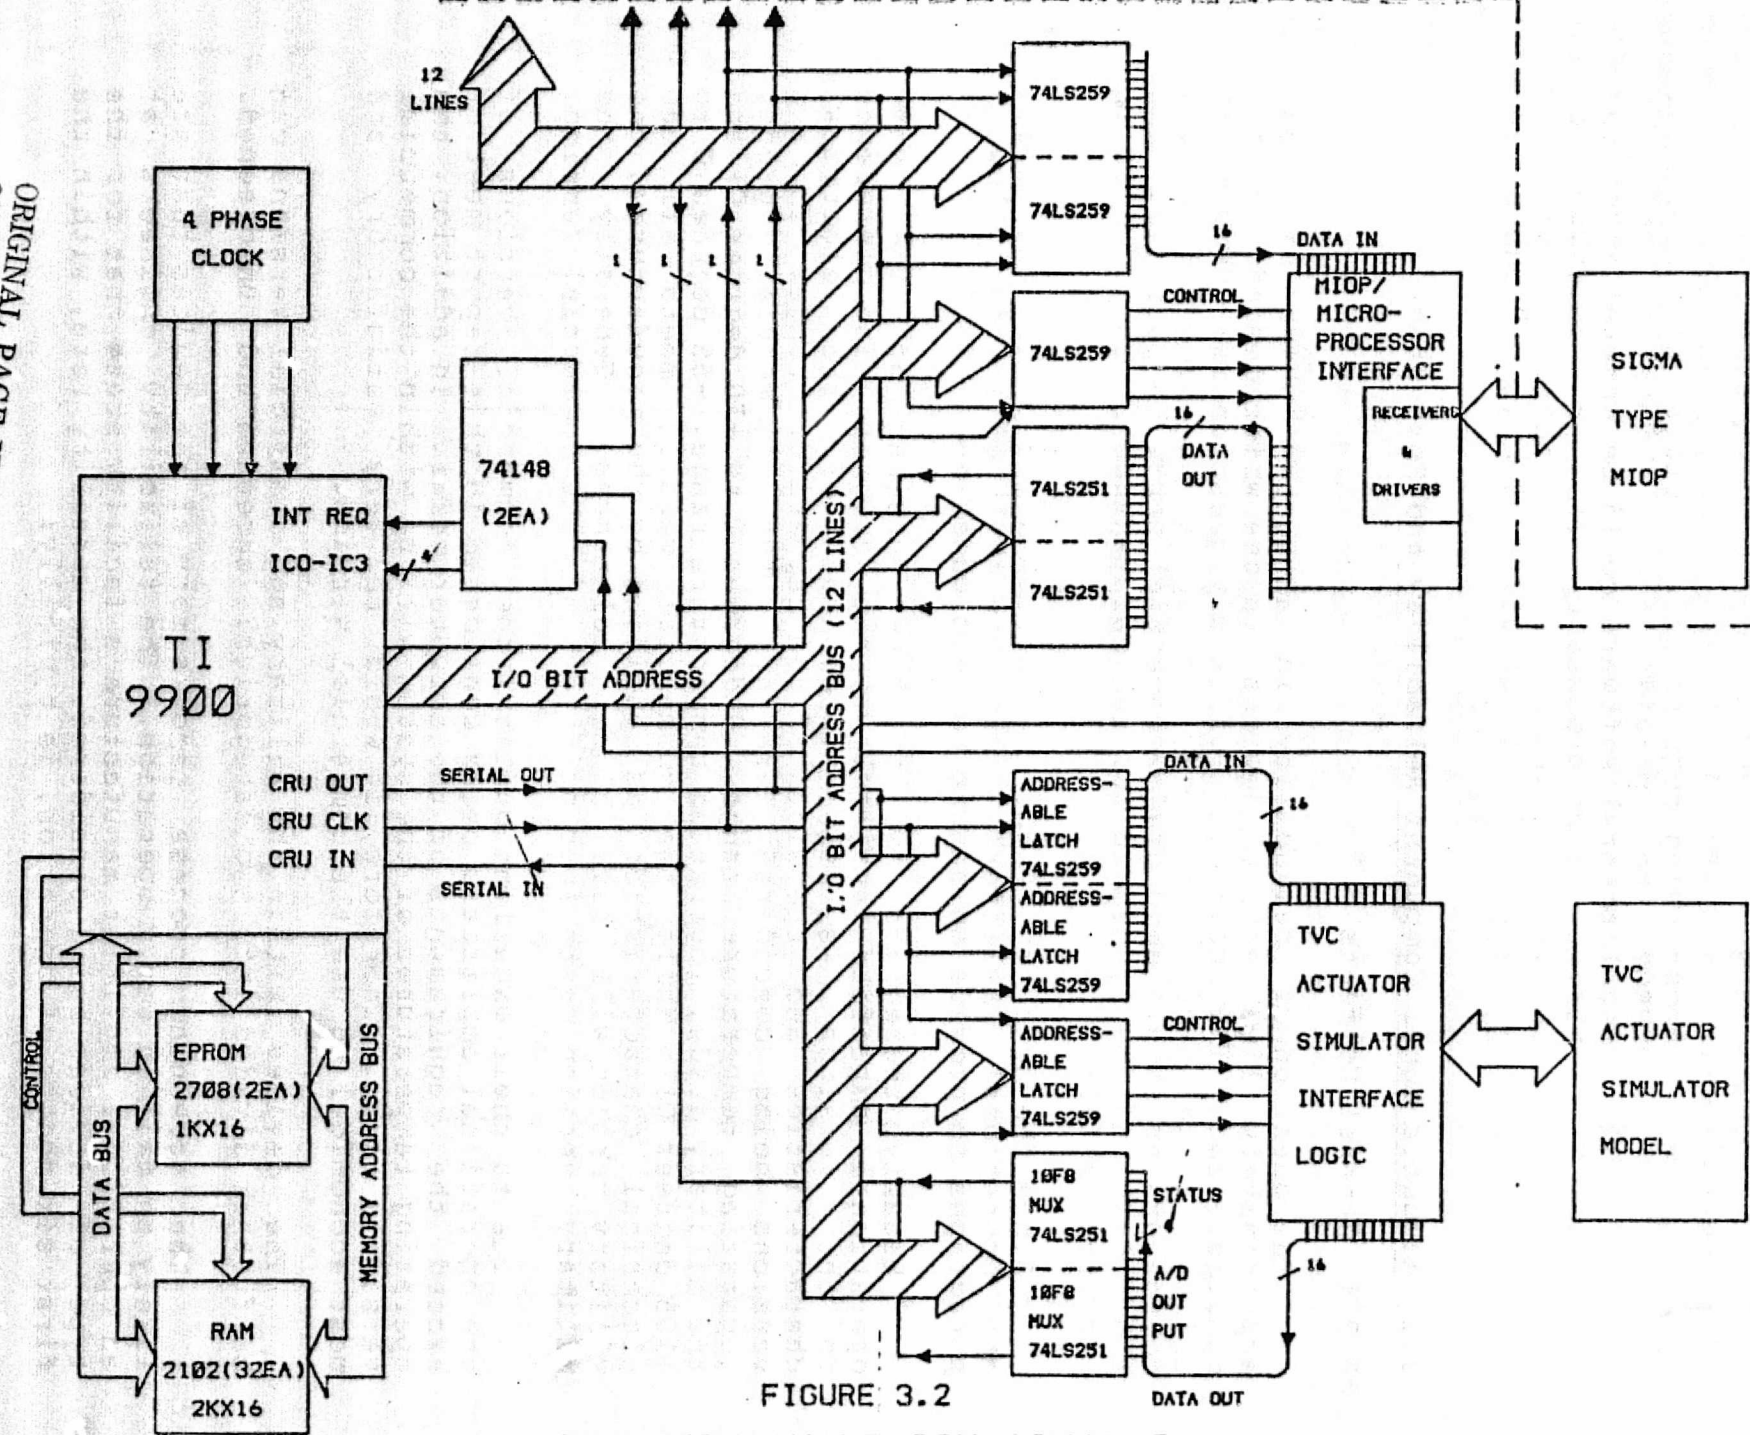 12
LINES
ORIGINAL PAGE
4 PHASE
CLOCK
74148
(2EA)
INT REQ
IC0-IC3
4
TI
9900
CRU OUT
CRU CLK
CRU IN
SERIAL OUT
SERIAL IN
I/O BIT ADDRESS
I/O BIT ADDRESS BUS (12 LINES)
1
1
1
1
CONTROL
DATA BUS
MEMORY ADDRESS BUS
EPROM
2708(2EA)
1KX16
RAM
2102(32EA)
2KX16
74LS259
74LS259
16
DATA IN
74LS259
CONTROL
MIOP/
MICRO-
PROCESSOR
INTERFACE
RECEIVERS
&
DRIVERS
16
DATA
OUT
74LS251
74LS251
SIGMA
TYPE
MIOP
ADDRESS-
ABLE
LATCH
74LS259
ADDRESS-
ABLE
LATCH
74LS259
DATA IN
16
ADDRESS-
ABLE
LATCH
74LS259
CONTROL
1OF8
MUX
74LS251
1OF8
MUX
74LS251
STATUS
A/D
OUT
PUT
16
DATA OUT
TVC
ACTUATOR
SIMULATOR
INTERFACE
LOGIC
TVC
ACTUATOR
SIMULATOR
MODEL
FIGURE 3.2